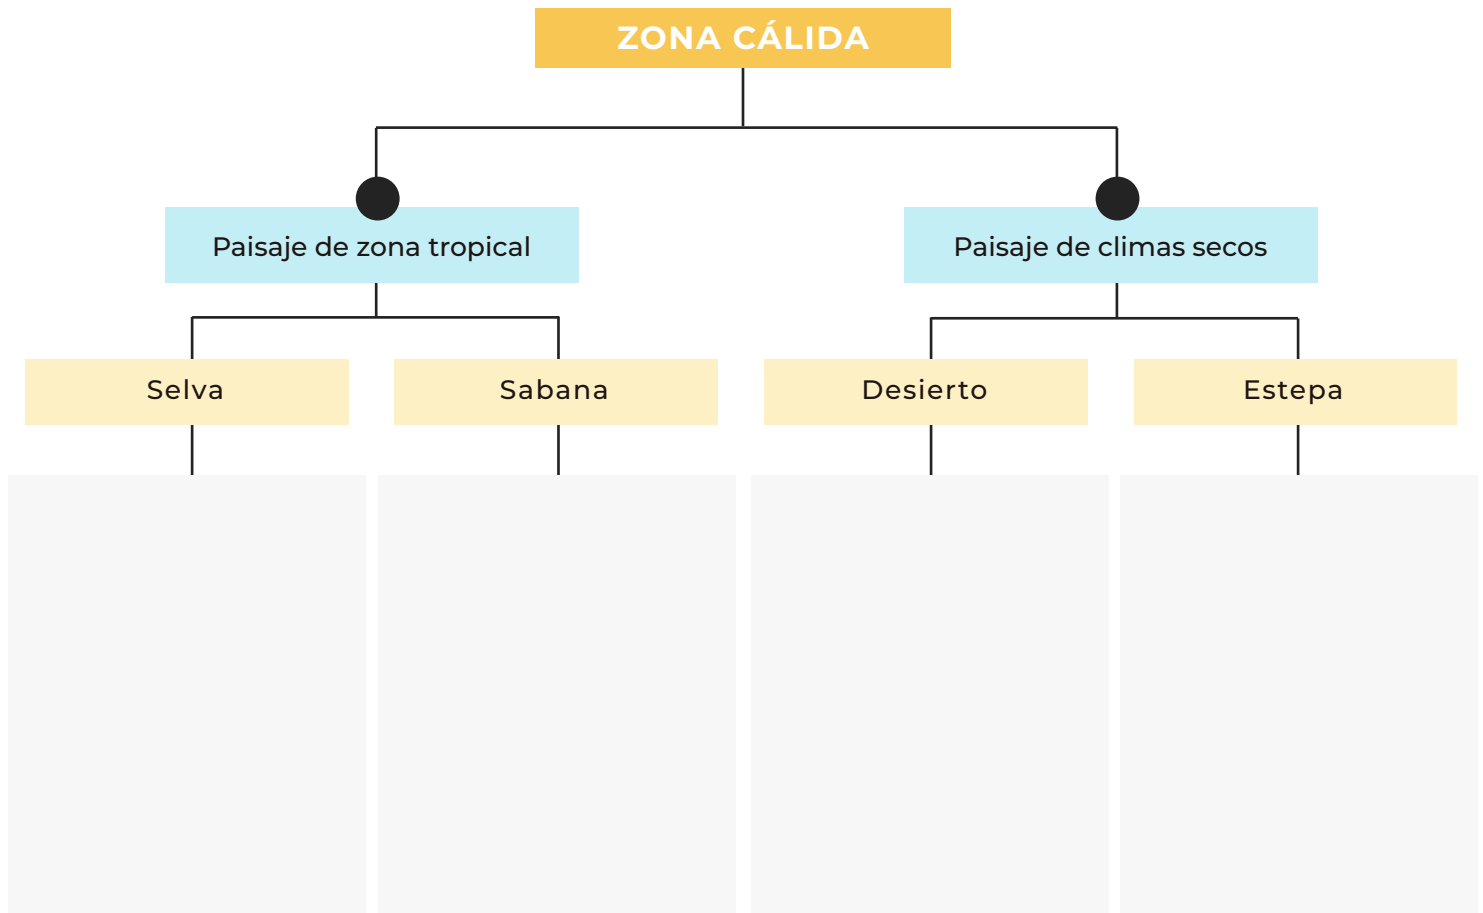 ZONA CÁLIDA
Paisaje de zona tropical
Paisaje de climas secos
Selva
Sabana
Desierto
Estepa